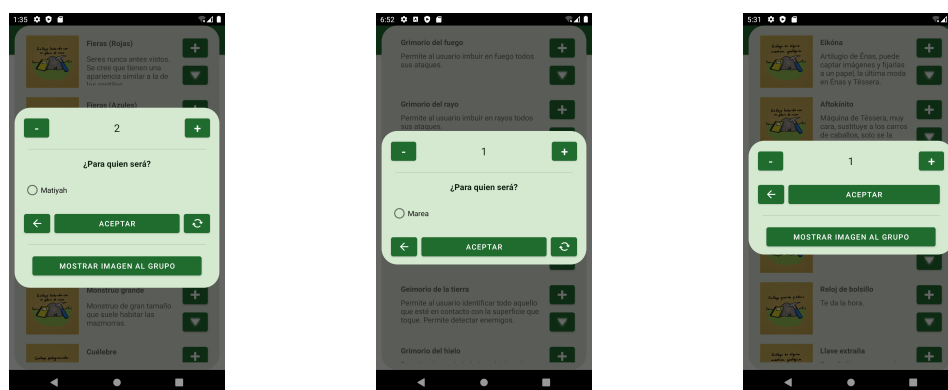 1:35
Fieras (Rojas)
Seres nunca antes vistos.
Se cree que tienen una
apariencia similar a la de
Fieras (Azules)
- 2 +
¿Para quien será?
Matiyah
ACEPTAR
MOSTRAR IMAGEN AL GRUPO
Monstruo grande
Monstruo de gran tamaño
que suele habitar las
mazmorras.
Cuélebre
6:52
Grimorio del fuego
Permite al usuario imbuir en fuego todos
sus ataques.
Grimorio del rayo
Permite al usuario imbuir en rayos todos
sus ataques.
- 1 +
¿Para quien será?
Marea
ACEPTAR
Geimorio de la tierra
Permite al usuario identificar todo aquello
que esté en contacto con la superficie que
toque. Permite detectar enemigos.
Grimorio del hielo
5:31
Eikóna
Artilugio de Énas, puede
captar imágenes y fijarlas
a un papel, la última moda
en Énas y Téssera.
Aftokínito
Máquina de Téssera, muy
cara, sustituye a los carros
de caballos, solo se la
- 1 +
ACEPTAR
MOSTRAR IMAGEN AL GRUPO
Reloj de bolsillo
Te da la hora.
Llave extraña